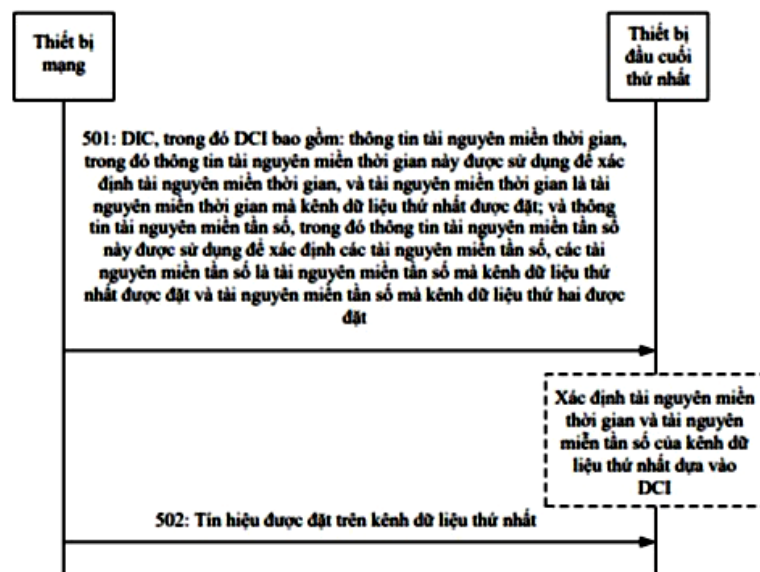 Thiết bị
mạng
Thiết bị
đầu cuối
thứ nhất
501: DIC, trong đó DCI bao gồm: thông tin tài nguyên miền thời gian,
trong đó thông tin tài nguyên miền thời gian này được sử dụng để xác
định tài nguyên miền thời gian, và tài nguyên miền thời gian là tài
nguyên miền thời gian mà kênh dữ liệu thứ nhất được đặt; và thông
tin tài nguyên miền tần số, trong đó thông tin tài nguyên miền tần số
này được sử dụng để xác định các tài nguyên miền tần số, các tài
nguyên miền tần số là tài nguyên miền tần số mà kênh dữ liệu thứ
nhất được đặt và tài nguyên miền tần số mà kênh dữ liệu thứ hai được
đặt
Xác định tài nguyên miền
thời gian và tài nguyên
miền tần số của kênh dữ
liệu thứ nhất dựa vào
DCI
502: Tín hiệu được đặt trên kênh dữ liệu thứ nhất